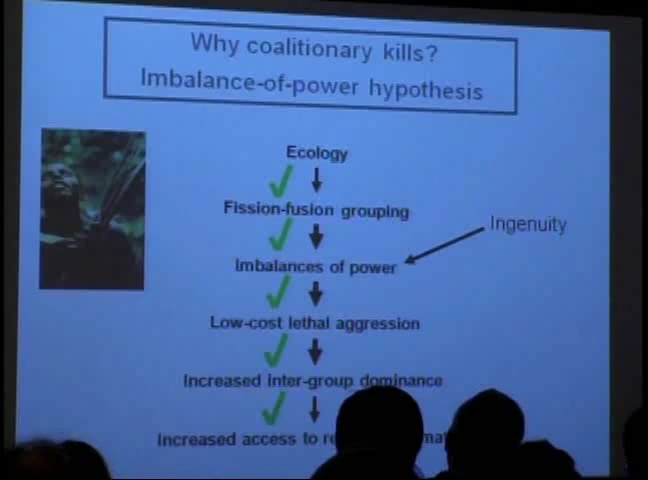 Why coalitionary kills?
Imbalance-of-power hypothesis
Ecology
Fission-fusion grouping
Ingenuity
Imbalances of power
Low-cost lethal aggression
Increased inter-group dominance
Increased access to